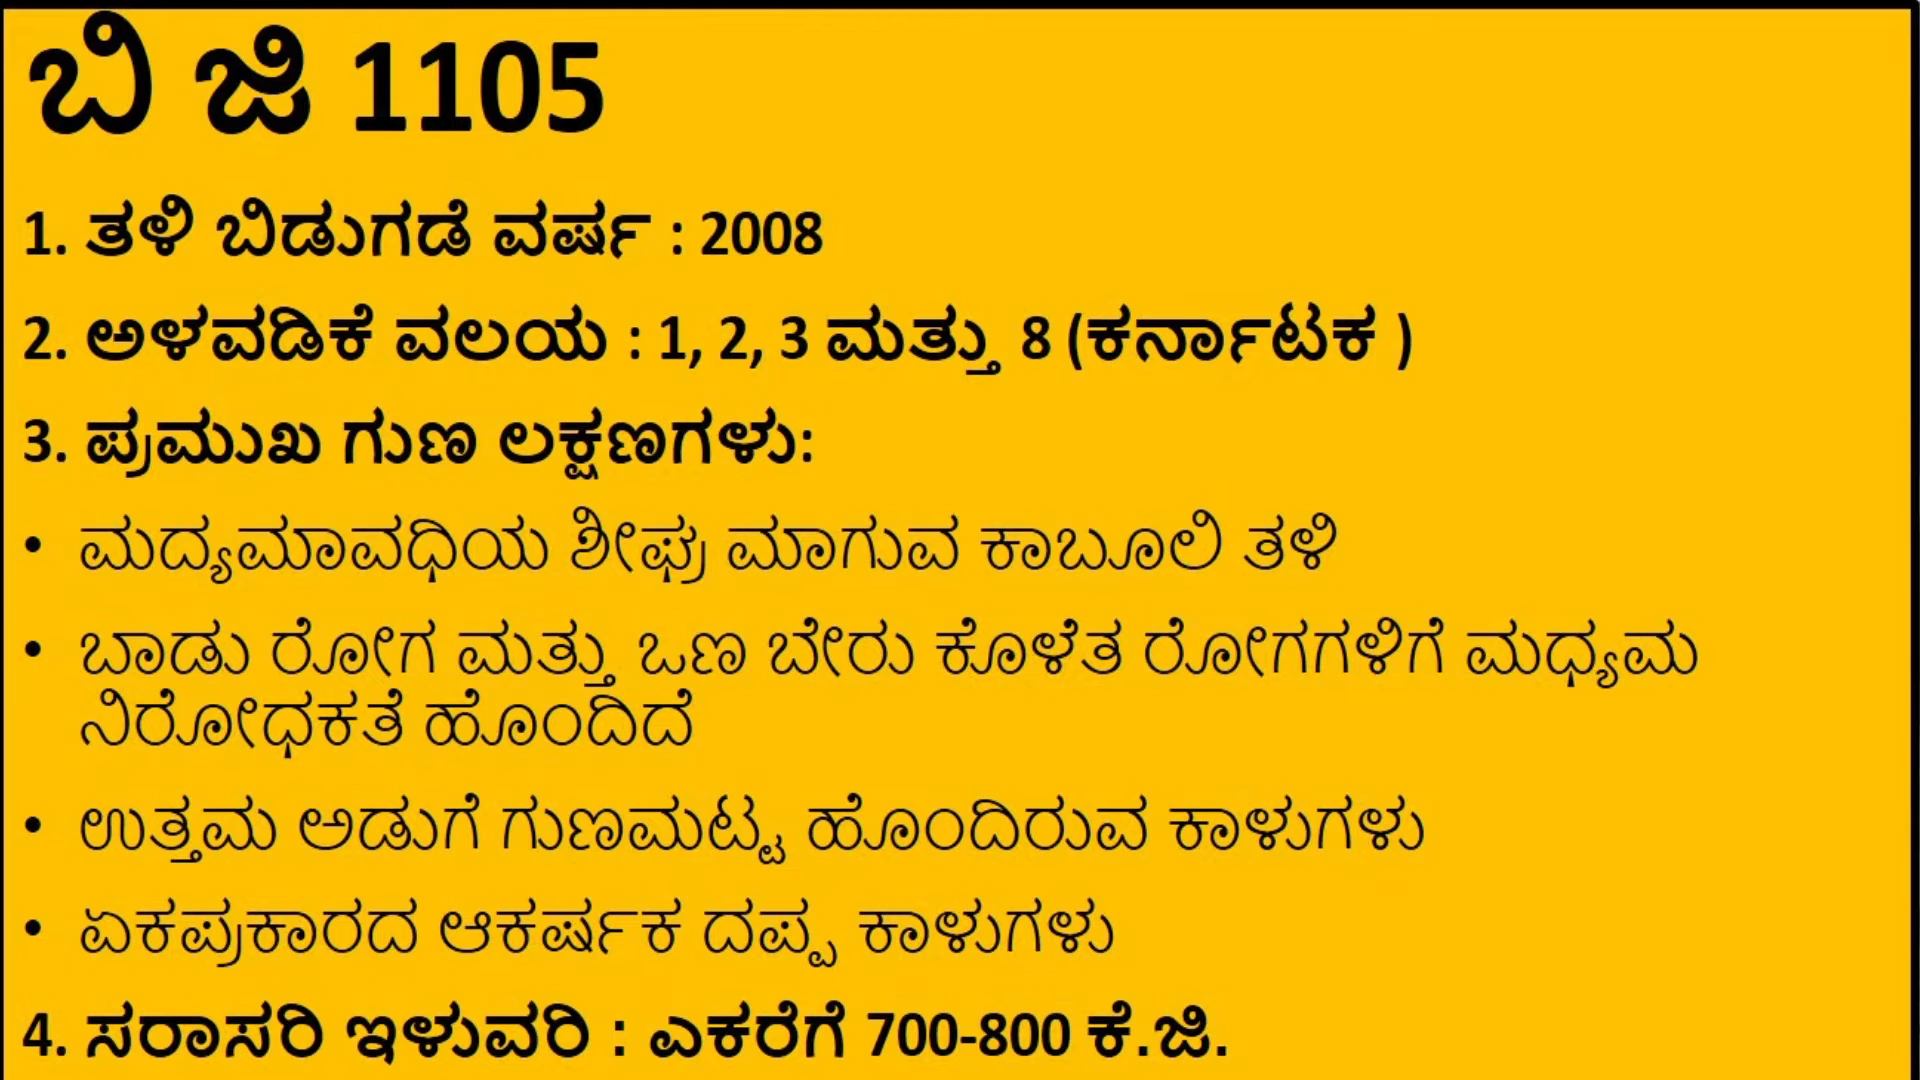 ಬಿ ಜಿ 1105
1. ತಳಿ ಬಿಡುಗಡೆ ವರ್ಷ : 2008
2. ಅಳವಡಿಕೆ ವಲಯ : 1, 2, 3 ಮತ್ತು 8 (ಕರ್ನಾಟಕ )
3. ಪ್ರಮುಖ ಗುಣ ಲಕ್ಷಣಗಳು:
• ಮದ್ಯಮಾವಧಿಯ ಶೀಘ್ರ ಮಾಗುವ ಕಾಬೂಲಿ ತಳಿ
• ಬಾಡು ರೋಗ ಮತ್ತು ಒಣ ಬೇರು ಕೊಳೆತ ರೋಗಗಳಿಗೆ ಮಧ್ಯಮ
ನಿರೋಧಕತೆ ಹೊಂದಿದೆ
• ಉತ್ತಮ ಅಡುಗೆ ಗುಣಮಟ್ಟ ಹೊಂದಿರುವ ಕಾಳುಗಳು
• ಏಕಪ್ರಕಾರದ ಆಕರ್ಷಕ ದಪ್ಪ ಕಾಳುಗಳು
4. ಸರಾಸರಿ ಇಳುವರಿ : ಎಕರೆಗೆ 700-800 ಕೆ.ಜಿ.